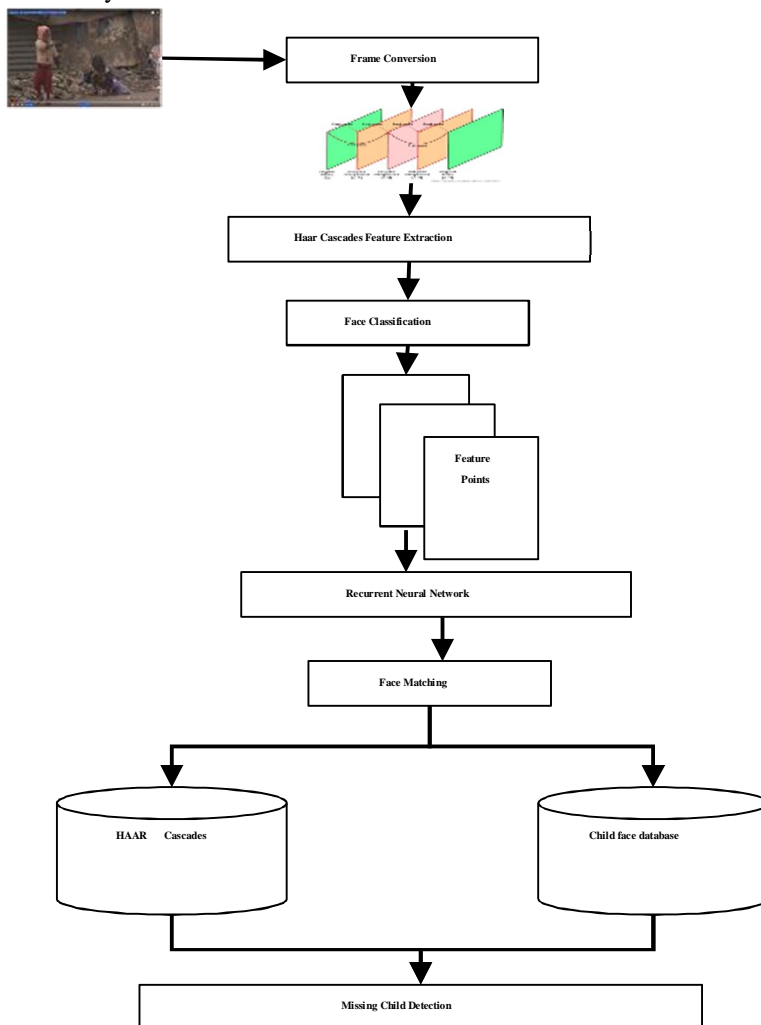 Frame Conversion
Haar Cascades Feature Extraction
Face Classification
Feature
Points
Recurrent Neural Network
Face Matching
HAAR Cascades
Child face database
Missing Child Detection